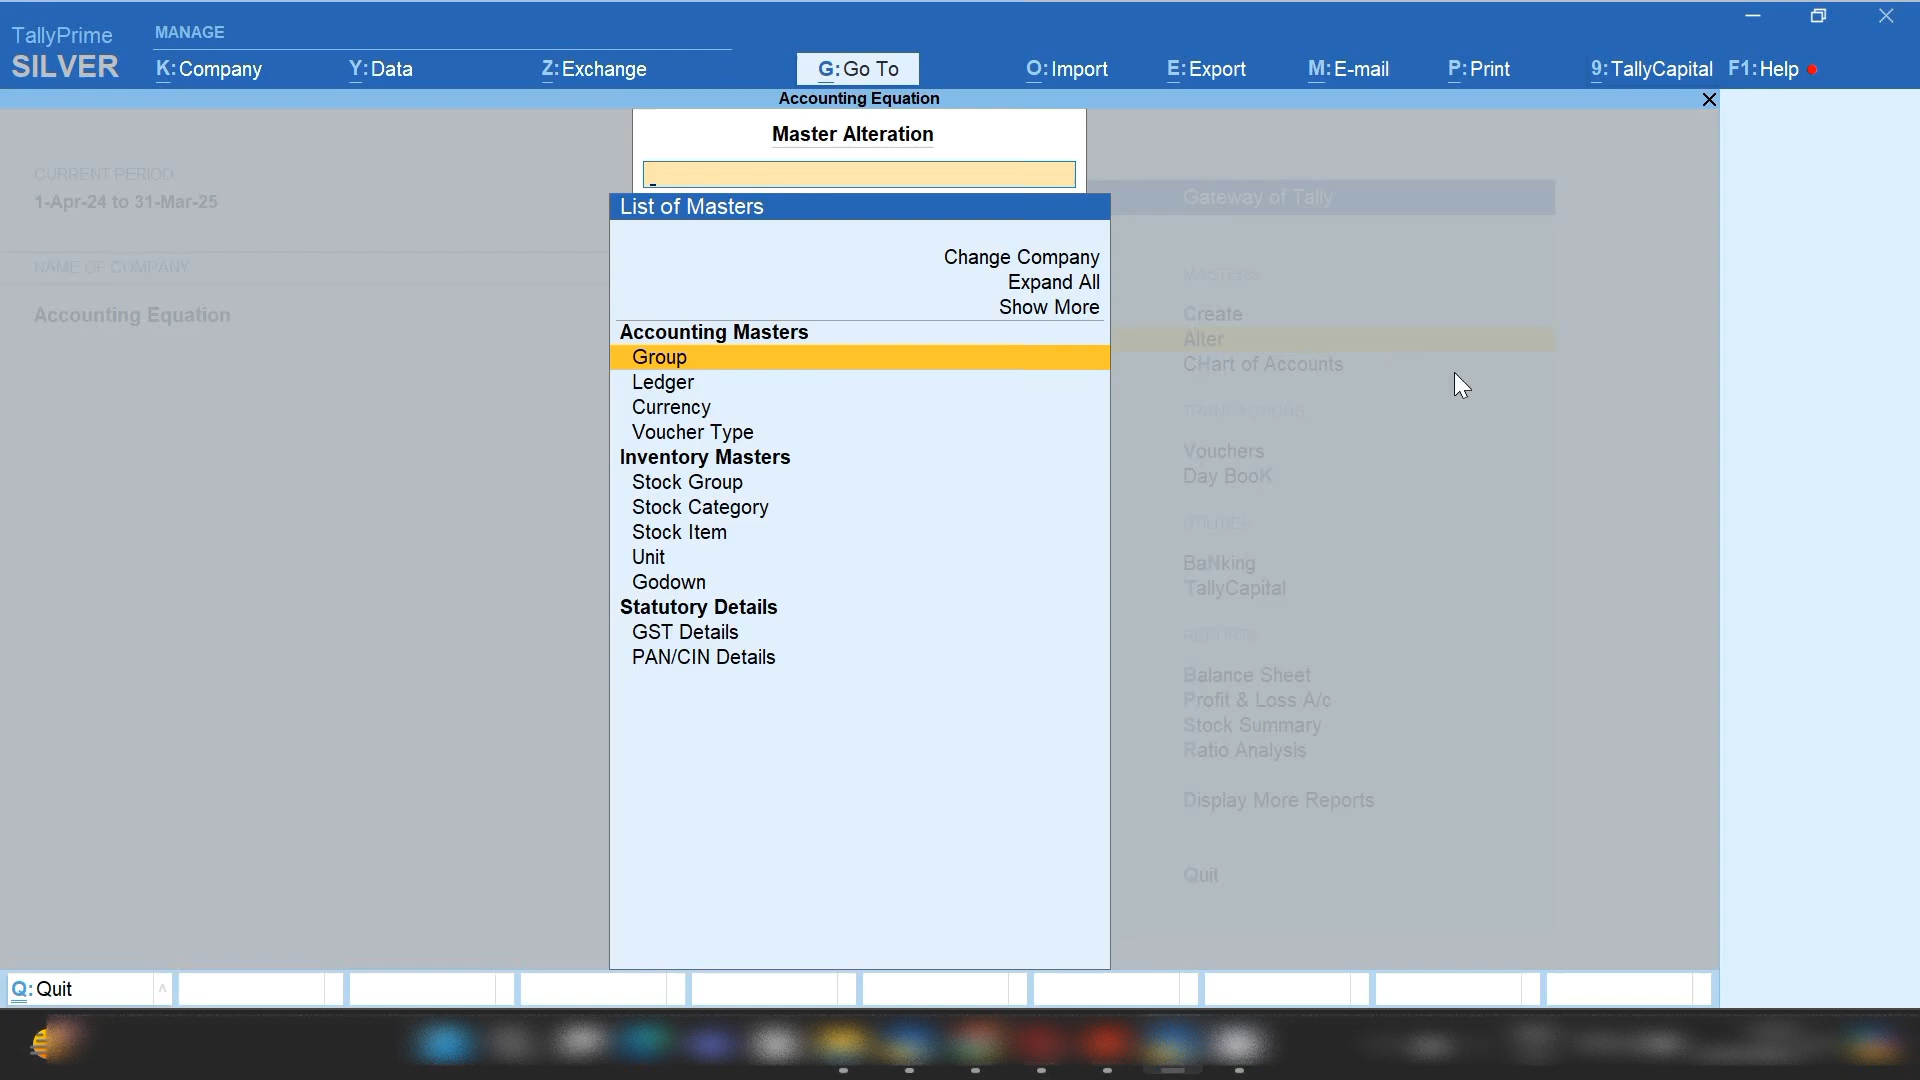 TallyPrime
SILVER
MANAGE
K:Company
Y:Data
Z:Exchange
G:Go To
O:Import
E:Export
M:E-mail
P:Print
9:TallyCapital
F1:Help
Accounting Equation
Master Alteration
CURRENT PERIOD
1-Apr-24 to 31-Mar-25
NAME OF COMPANY
Accounting Equation
List of Masters
Change Company
Expand All
Show More
Accounting Masters
Group
Ledger
Currency
Voucher Type
Inventory Masters
Stock Group
Stock Category
Stock Item
Unit
Godown
Statutory Details
GST Details
PAN/CIN Details
Gateway of Tally
MASTERS
Create
Alter
CHart of Accounts
TRANSACTIONS
Vouchers
Day BooK
UTILITIES
BaNking
TallyCapital
REPORTS
Balance Sheet
Profit & Loss A/c
Stock Summary
Ratio Analysis
Display More Reports
Quit
Q:Quit